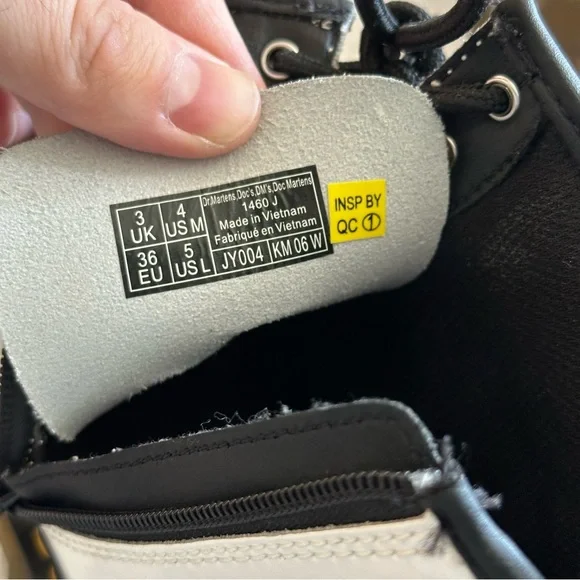 Dr.Martens,Doc's,DM's,Doc Martens
3 UK
4 US M
1460 J
Made in Vietnam
Fabriqué en Vietnam
36 EU
5 US L
JY004
KM 06 W
INSP BY
QC 1